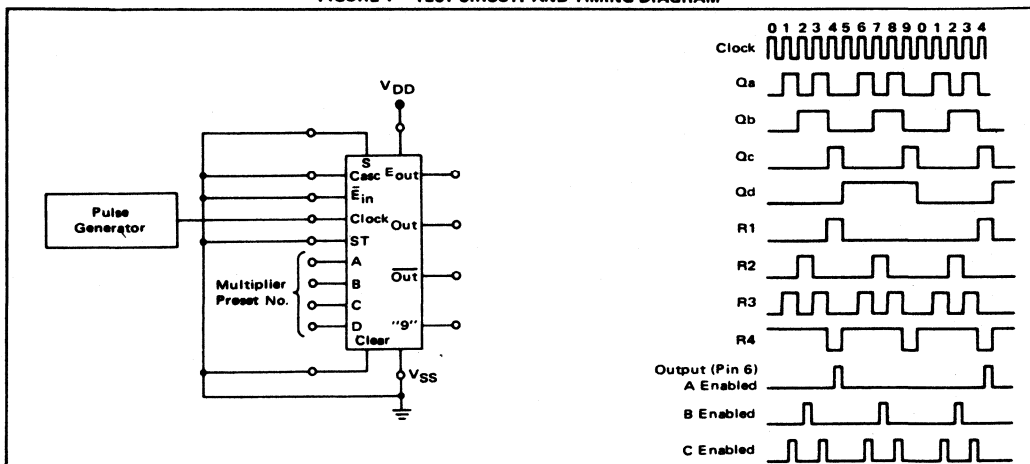 FIGURE 1 – TEST CIRCUIT AND TIMING DIAGRAM
VDD
S
Casc
Eout
Ēin
Clock
Out
ST
A
Out
B
C
D
"9"
Clear
VSS
Pulse
Generator
Multiplier
Preset No.
0 1 2 3 4 5 6 7 8 9 0 1 2 3 4
Clock
Qa
Qb
Qc
Qd
R1
R2
R3
R4
Output (Pin 6)
A Enabled
B Enabled
C Enabled